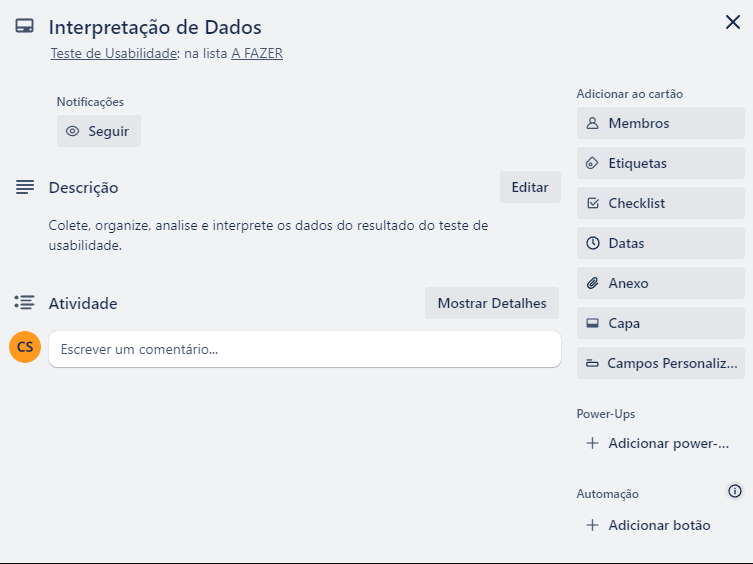 Interpretação de Dados
Teste de Usabilidade: na lista A FAZER
Notificações
Seguir
Descrição
Editar
Colete, organize, analise e interprete os dados do resultado do teste de
usabilidade.
Atividade
Mostrar Detalhes
CS
Escrever um comentário...
Adicionar ao cartão
Membros
Etiquetas
Checklist
Datas
Anexo
Capa
Campos Personaliz...
Power-Ups
Adicionar power-...
Automação
Adicionar botão